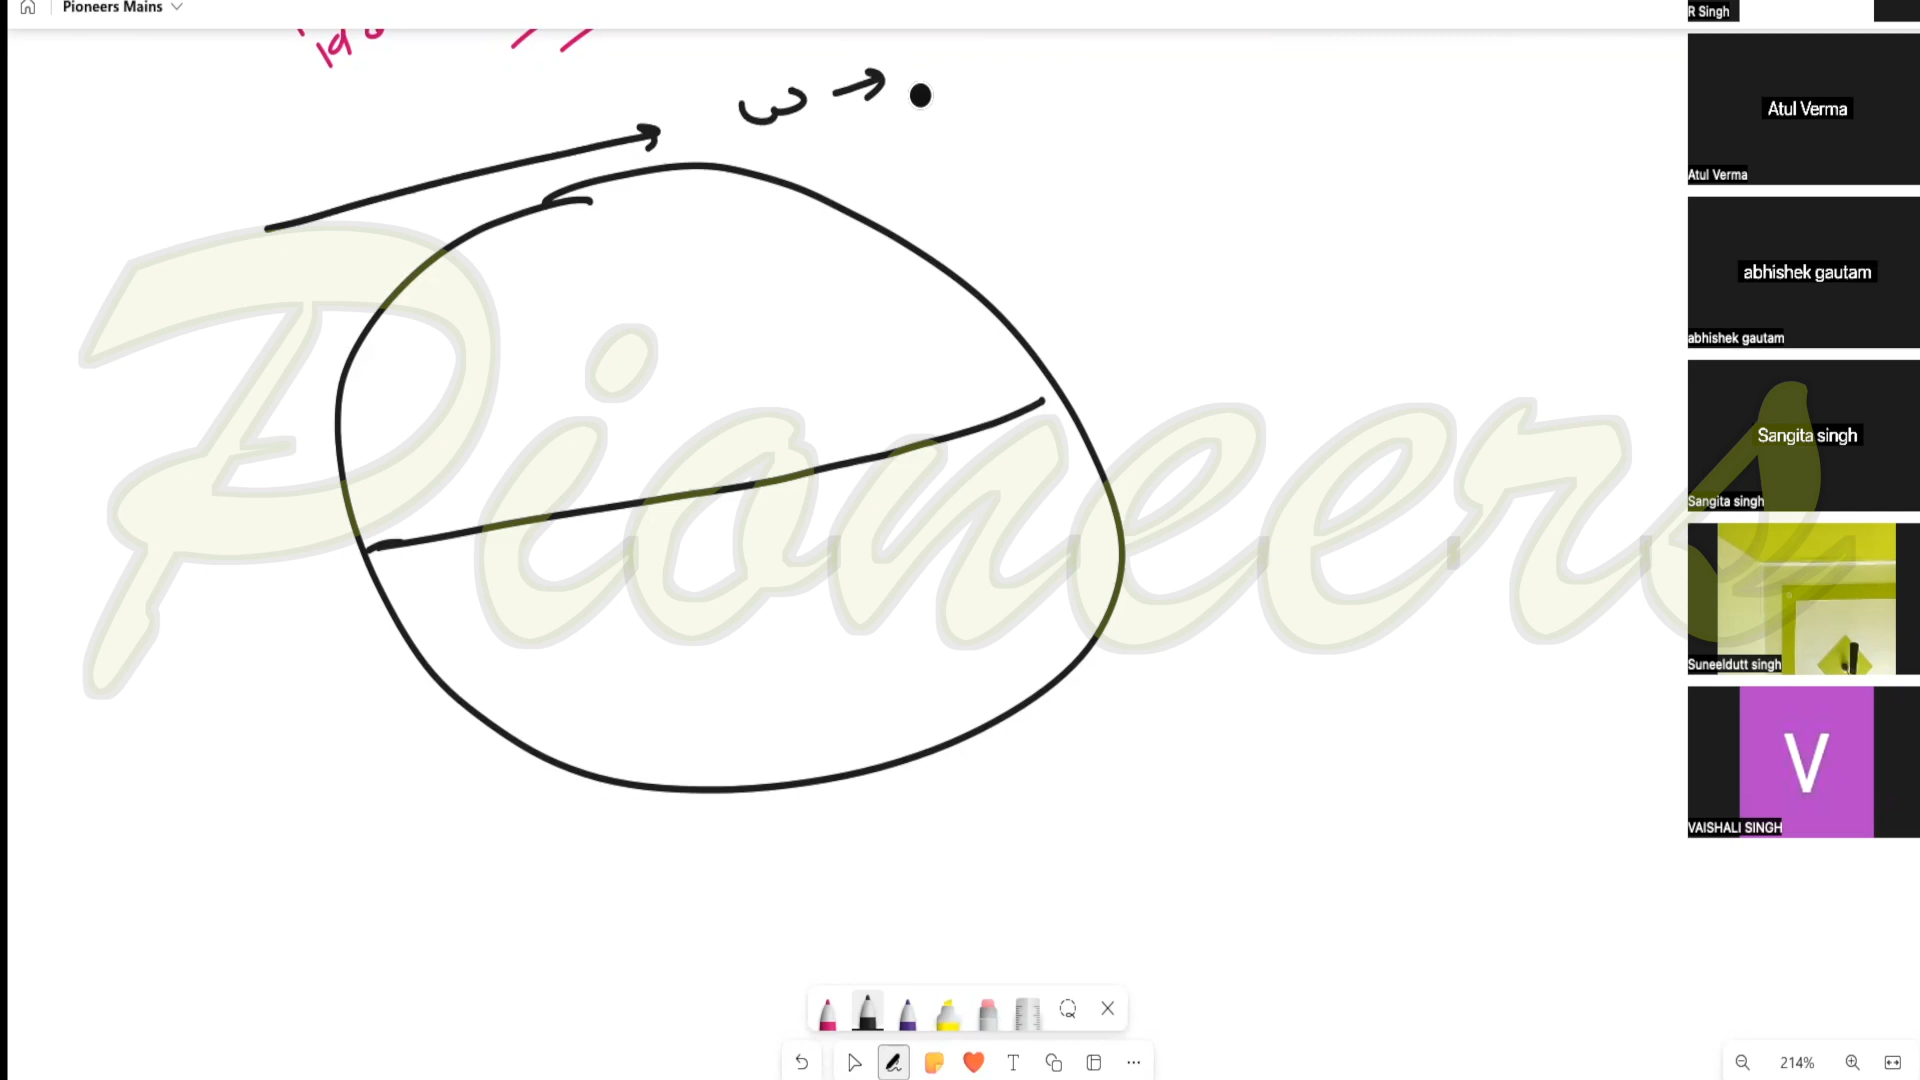 Pioneers Mains
R Singh
ω →
Atul Verma
Atul Verma
abhishek gautam
abhishek gautam
Sangita singh
Sangita singh
Pioneers
Suneeldutt singh
V
VAISHALI SINGH
T
214%